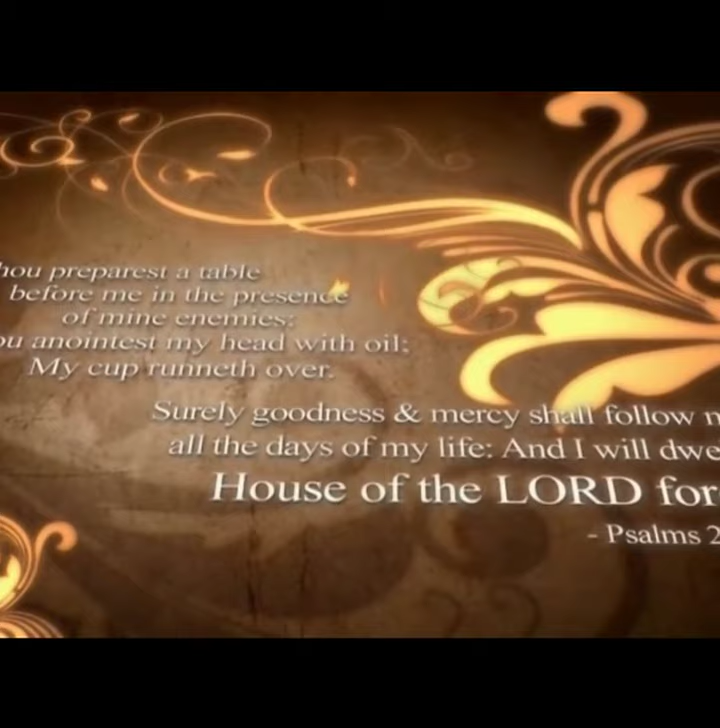 hou preparest a table
before me in the presence
of mine enemies:
ou anointest my head with oil;
My cup runneth over.
Surely goodness & mercy shall follow m
all the days of my life: And I will dwe
House of the LORD for
- Psalms 2